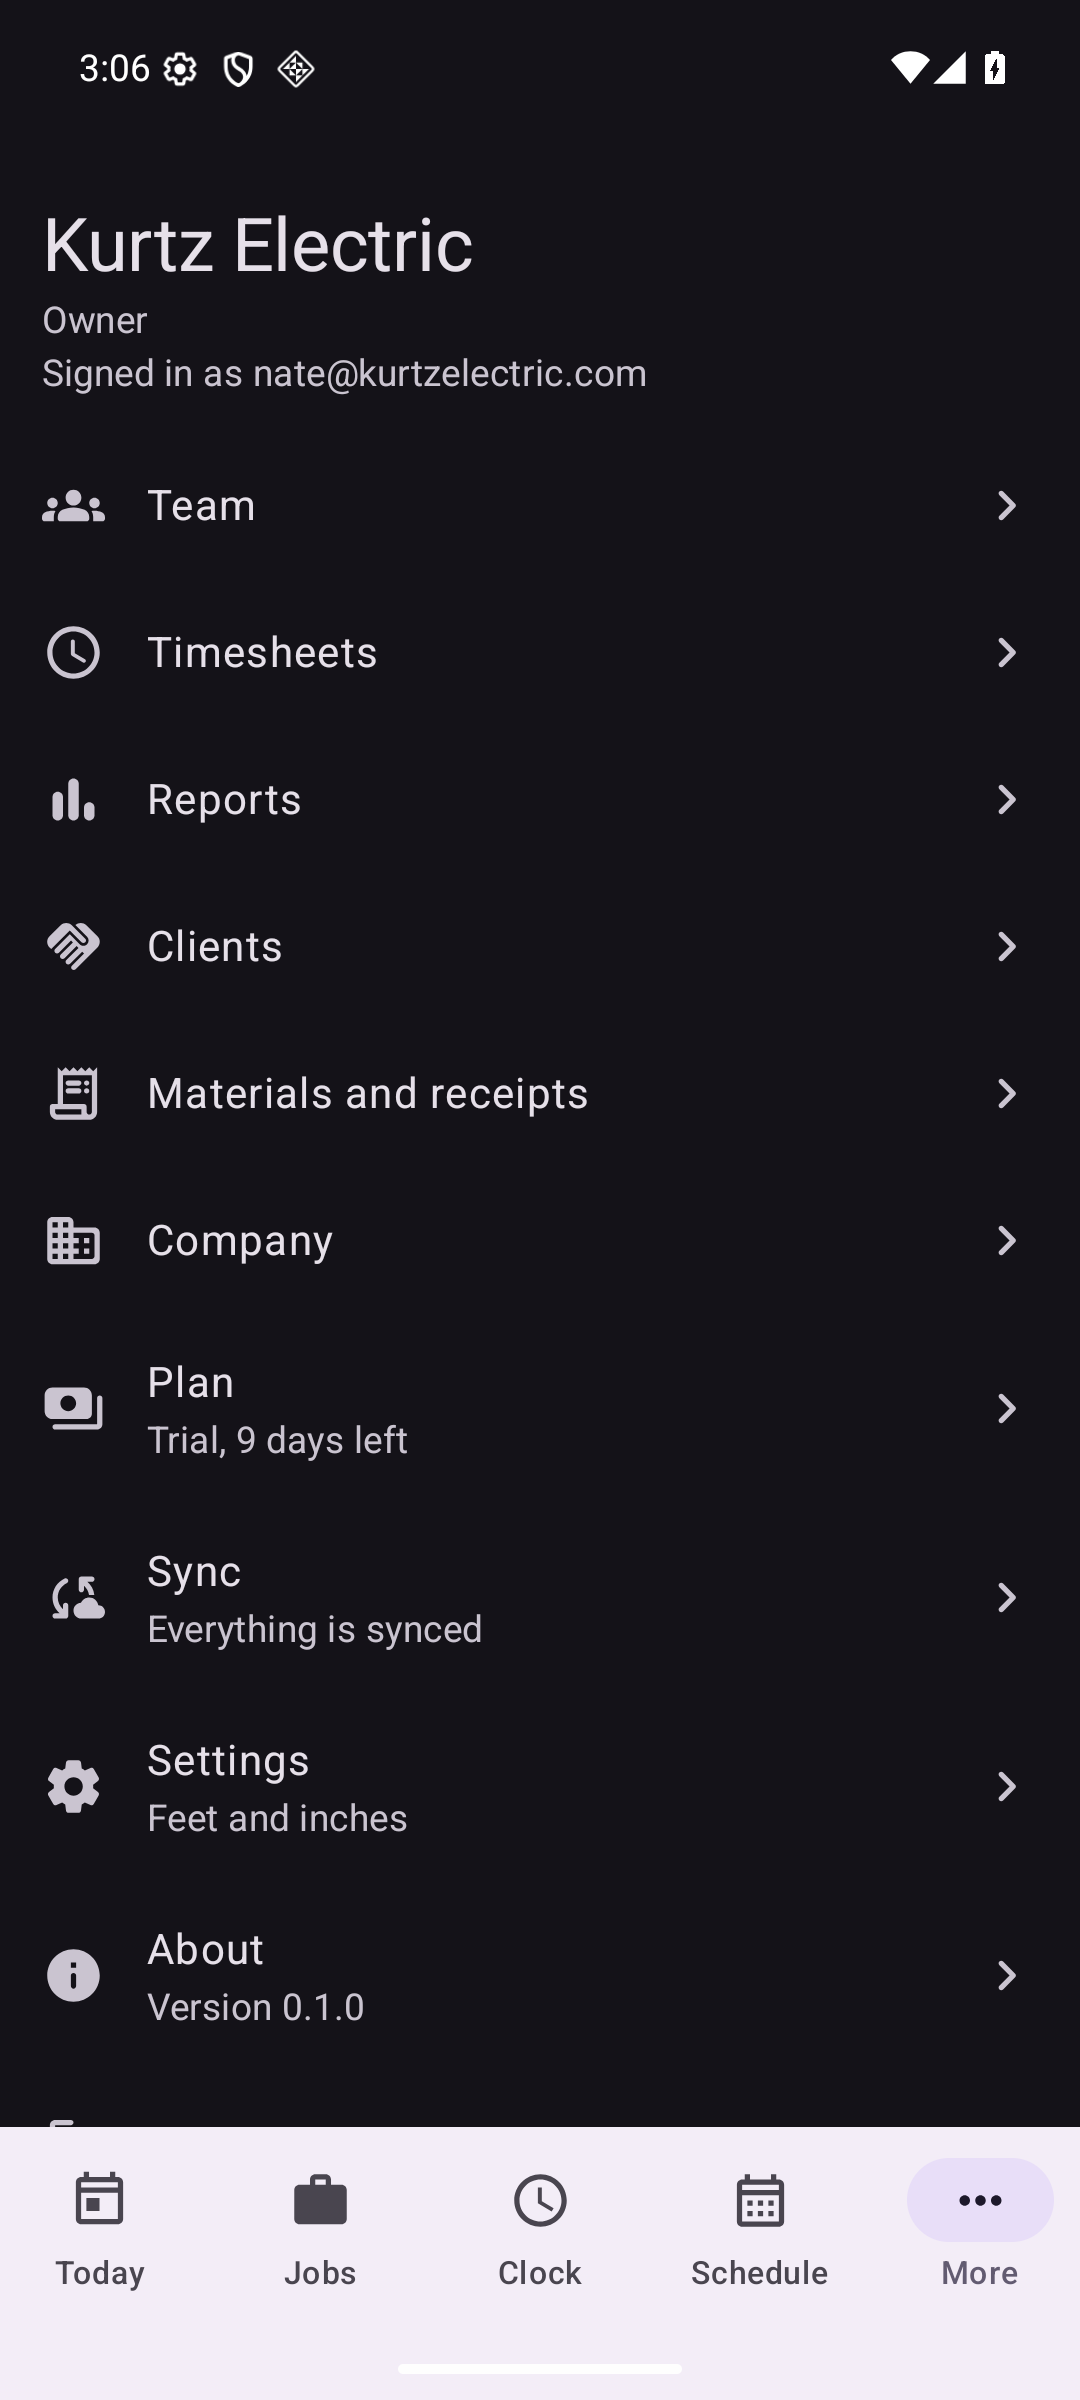 3:06
Kurtz Electric
Owner
Signed in as nate@kurtzelectric.com
Team
Timesheets
Reports
Clients
Materials and receipts
Company
Plan
Trial, 9 days left
Sync
Everything is synced
Settings
Feet and inches
About
Version 0.1.0
Today
Jobs
Clock
Schedule
More